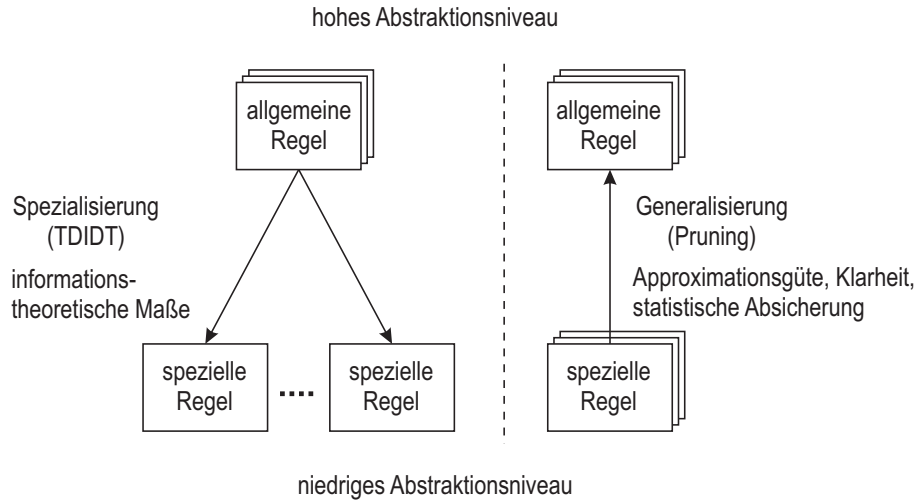 hohes Abstraktionsniveau
allgemeine
Regel
Spezialisierung
(TDIDT)
informations-
theoretische Maße
spezielle
Regel
....
spezielle
Regel
allgemeine
Regel
Generalisierung
(Pruning)
Approximationsgüte, Klarheit,
statistische Absicherung
spezielle
Regel
niedriges Abstraktionsniveau